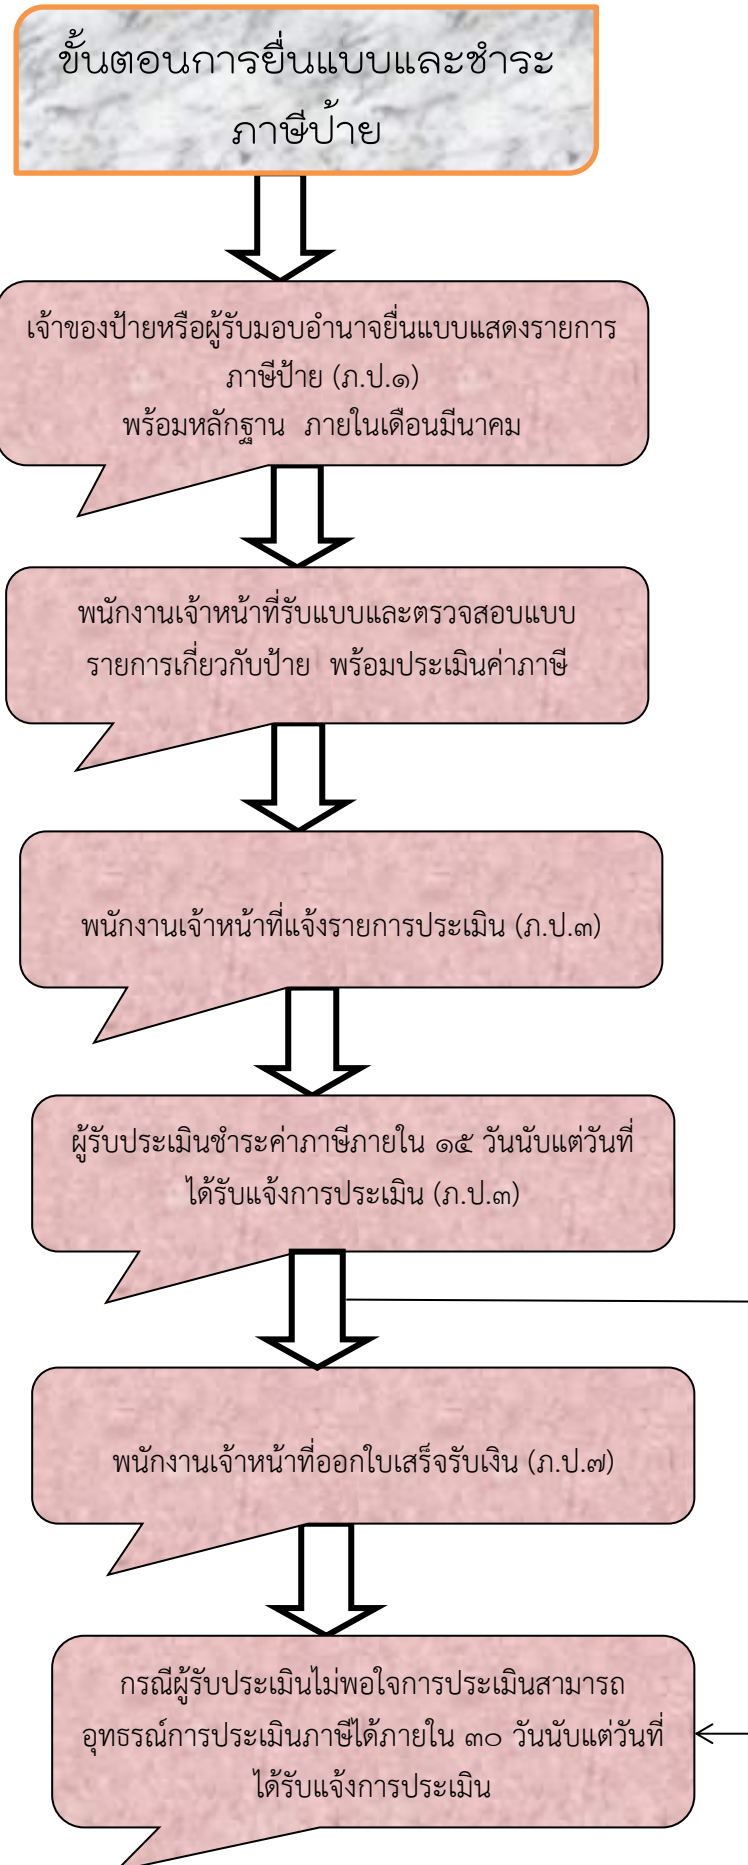 ขั้นตอนการยื่นแบบและชำระ
ภาษีป้าย
เจ้าของป้ายหรือผู้รับมอบอำนาจยื่นแบบแสดงรายการ
ภาษีป้าย (ภ.ป.๑)
พร้อมหลักฐาน ภายในเดือนมีนาคม
พนักงานเจ้าหน้าที่รับแบบและตรวจสอบแบบ
รายการเกี่ยวกับป้าย พร้อมประเมินค่าภาษี
พนักงานเจ้าหน้าที่แจ้งรายการประเมิน (ภ.ป.๓)
ผู้รับประเมินชำระค่าภาษีภายใน ๑๕ วันนับแต่วันที่
ได้รับแจ้งการประเมิน (ภ.ป.๓)
พนักงานเจ้าหน้าที่ออกใบเสร็จรับเงิน (ภ.ป.๗)
กรณีผู้รับประเมินไม่พอใจการประเมินสามารถ
อุทธรณ์การประเมินภาษีได้ภายใน ๓๐ วันนับแต่วันที่
ได้รับแจ้งการประเมิน